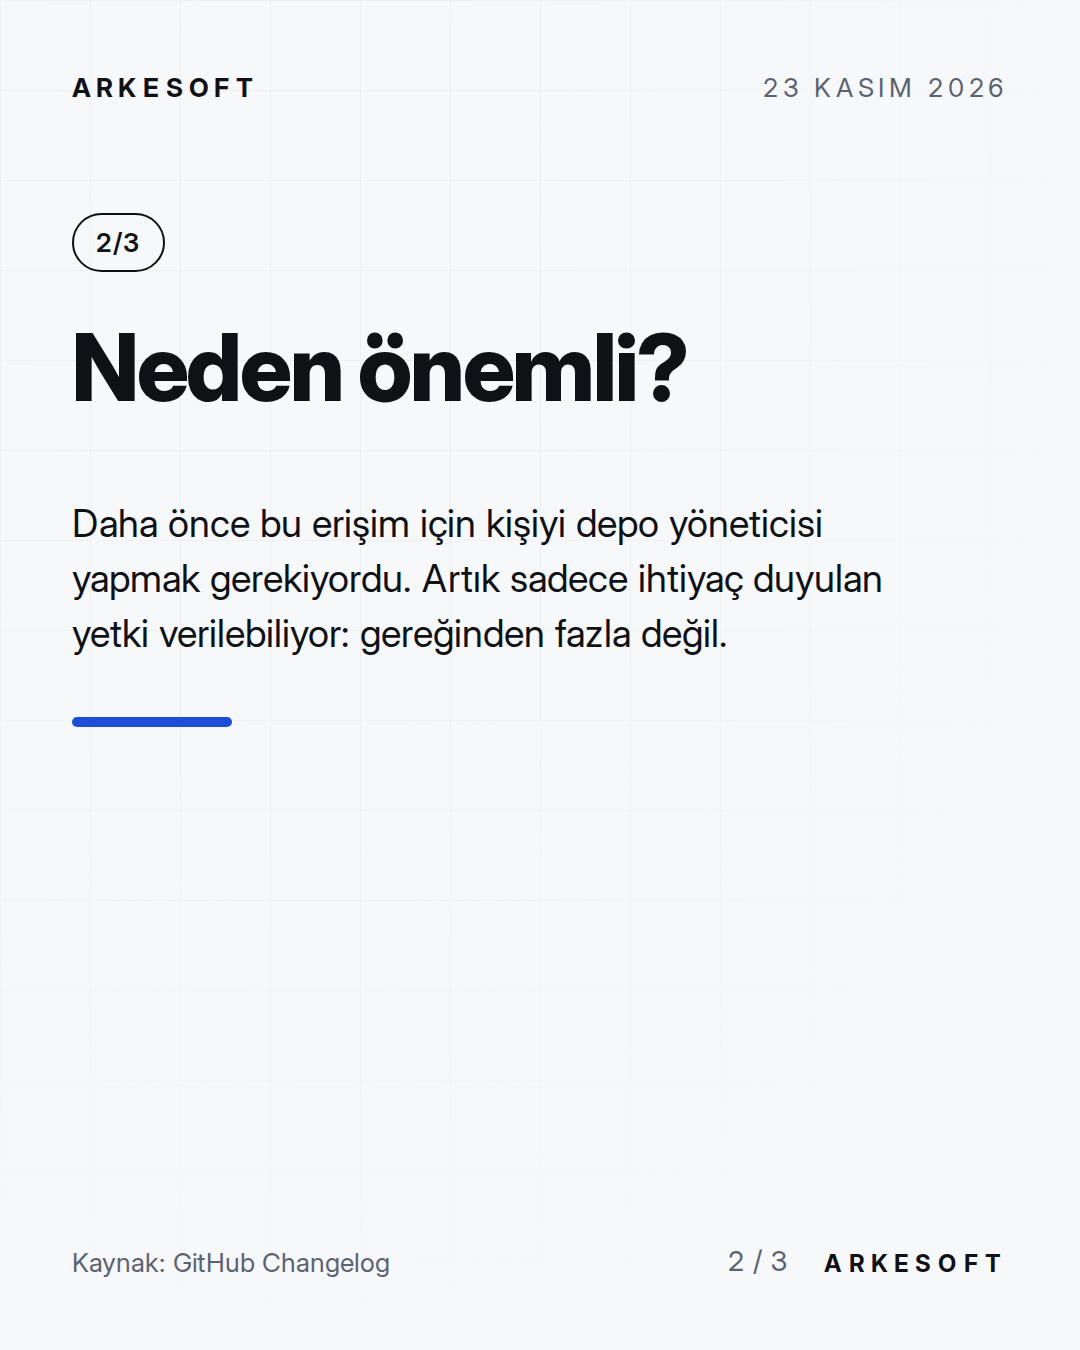 ARKESOFT
23 KASIM 2026
2/3
Neden önemli?
Daha önce bu erişim için kişiyi depo yöneticisi
yapmak gerekiyordu. Artık sadece ihtiyaç duyulan
yetki verilebiliyor: gereğinden fazla değil.
Kaynak: GitHub Changelog
2 / 3
ARKESOFT